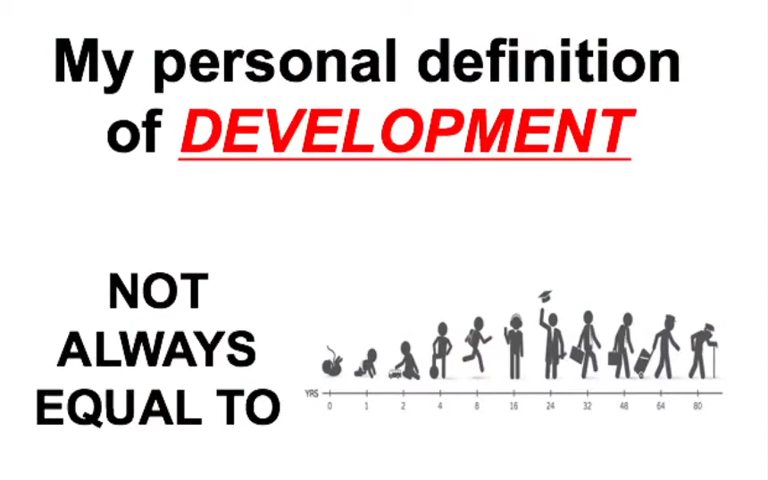 My personal definition
of DEVELOPMENT
NOT
ALWAYS
EQUAL TO
YRS 0 1 2 4 8 16 24 32 48 64 80